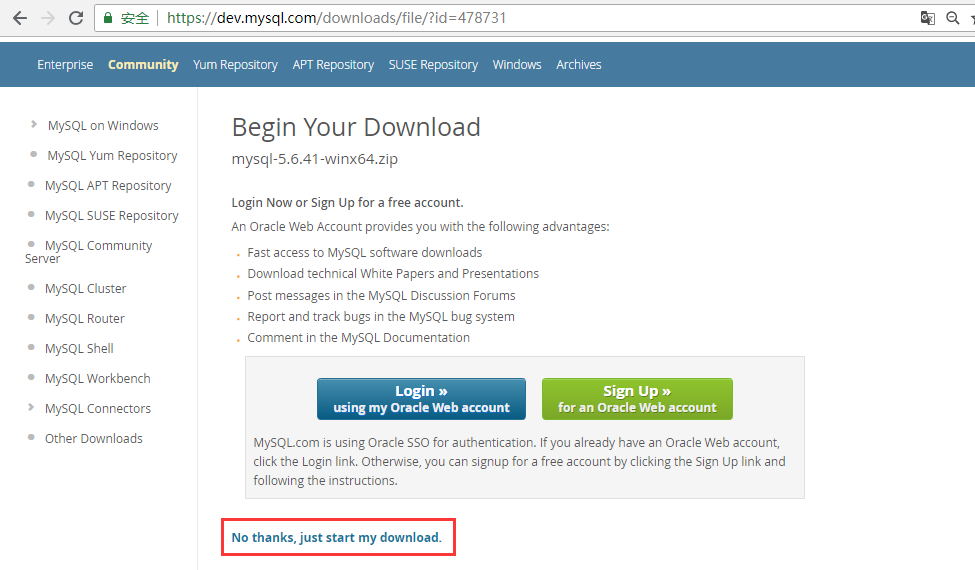 安全
https://dev.mysql.com/downloads/file/?id=478731
Enterprise Community Yum Repository APT Repository SUSE Repository Windows Archives
MySQL on Windows
MySQL Yum Repository
MySQL APT Repository
MySQL SUSE Repository
MySQL Community
Server
MySQL Cluster
MySQL Router
MySQL Shell
MySQL Workbench
MySQL Connectors
Other Downloads
Begin Your Download
mysql-5.6.41-winx64.zip
Login Now or Sign Up for a free account.
An Oracle Web Account provides you with the following advantages:
Fast access to MySQL software downloads
Download technical White Papers and Presentations
Post messages in the MySQL Discussion Forums
Report and track bugs in the MySQL bug system
Comment in the MySQL Documentation
Login »
using my Oracle Web account
Sign Up »
for an Oracle Web account
MySQL.com is using Oracle SSO for authentication. If you already have an Oracle Web account,
click the Login link. Otherwise, you can signup for a free account by clicking the Sign Up link and
following the instructions.
No thanks, just start my download.